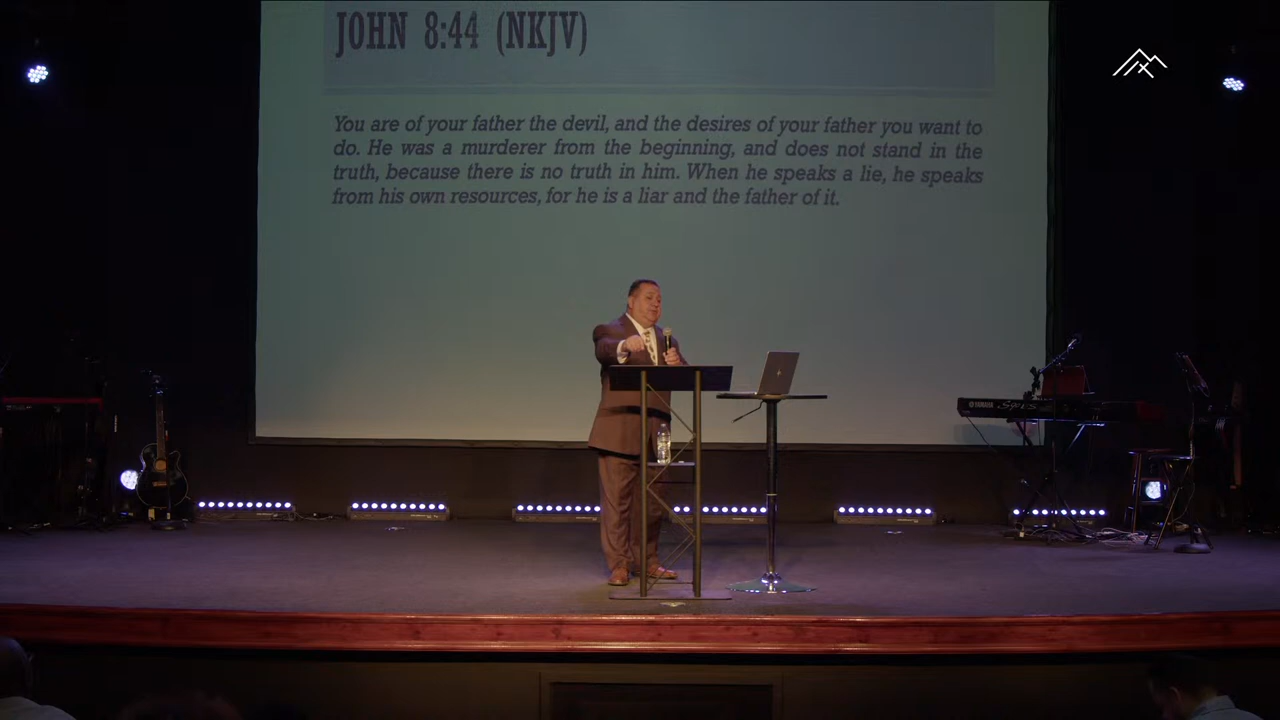 JOHN 8:44 (NKJV)
You are of your father the devil, and the desires of your father you want to
do. He was a murderer from the beginning, and does not stand in the
truth, because there is no truth in him. When he speaks a lie, he speaks
from his own resources, for he is a liar and the father of it.
YAMAHA